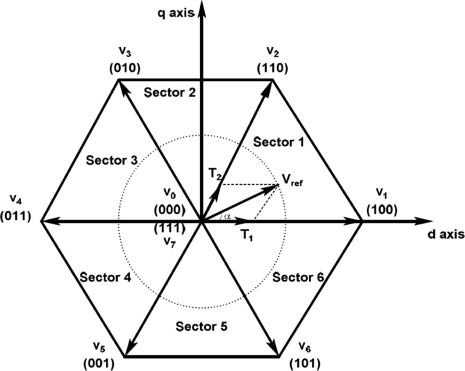 q axis
v3
(010)
v2
(110)
Sector 2
Sector 1
Sector 3
T2
Vref
v4
(011)
v0
(000)
(111)
v7
α
T1
v1
(100)
d axis
Sector 4
Sector 6
Sector 5
v5
(001)
v6
(101)